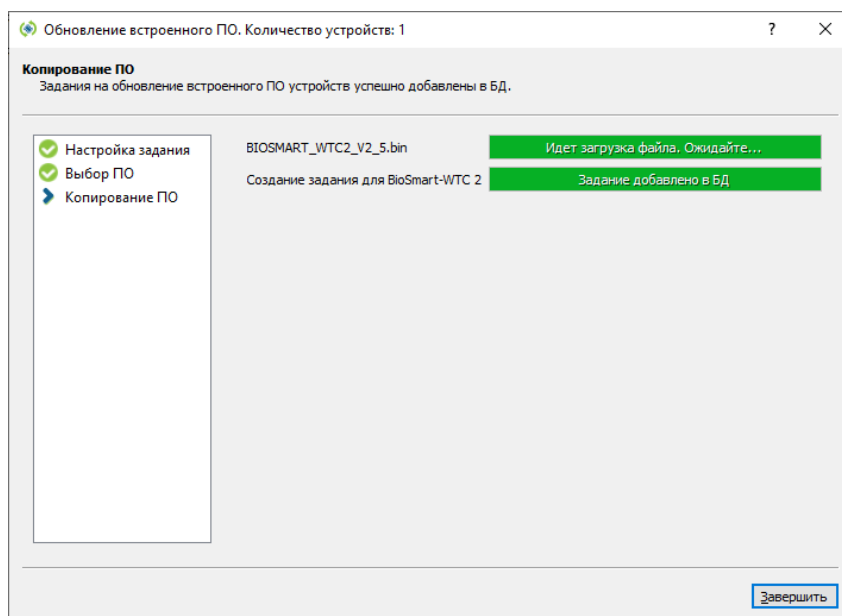 Обновление встроенного ПО. Количество устройств: 1
?
Копирование ПО
Задания на обновление встроенного ПО устройств успешно добавлены в БД.
Настройка задания
Выбор ПО
Копирование ПО
BIOSMART_WTC2_V2_5.bin
Идет загрузка файла. Ожидайте...
Создание задания для BioSmart-WTC 2
Задание добавлено в БД
Завершить